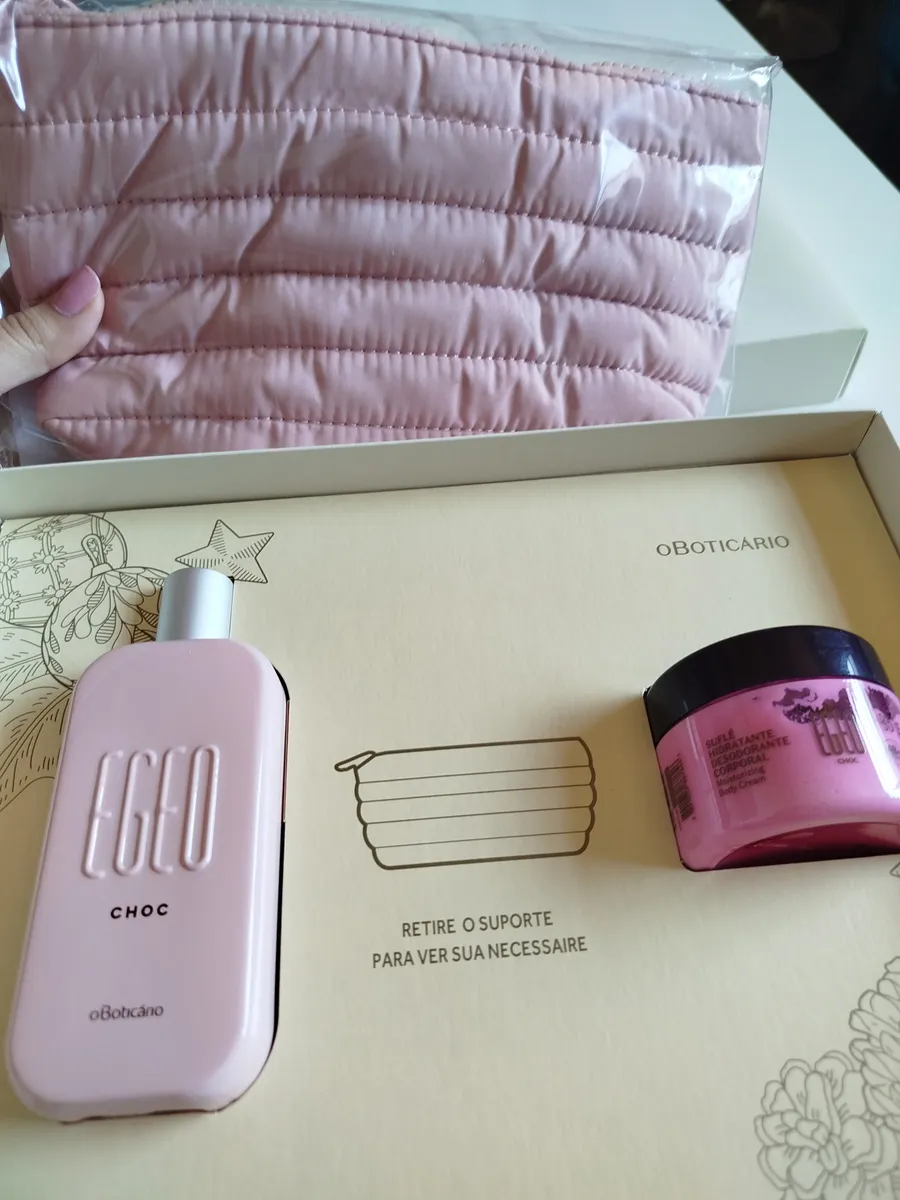 oBOTICÁRIO
EGEO
CHOC
oBoticário
RETIRE O SUPORTE
PARA VER SUA NECESSAIRE
SUFLÊ
HIDRATANTE
DESODORANTE
CORPORAL
Moisturizing
Body Cream
EGEO
CHOC